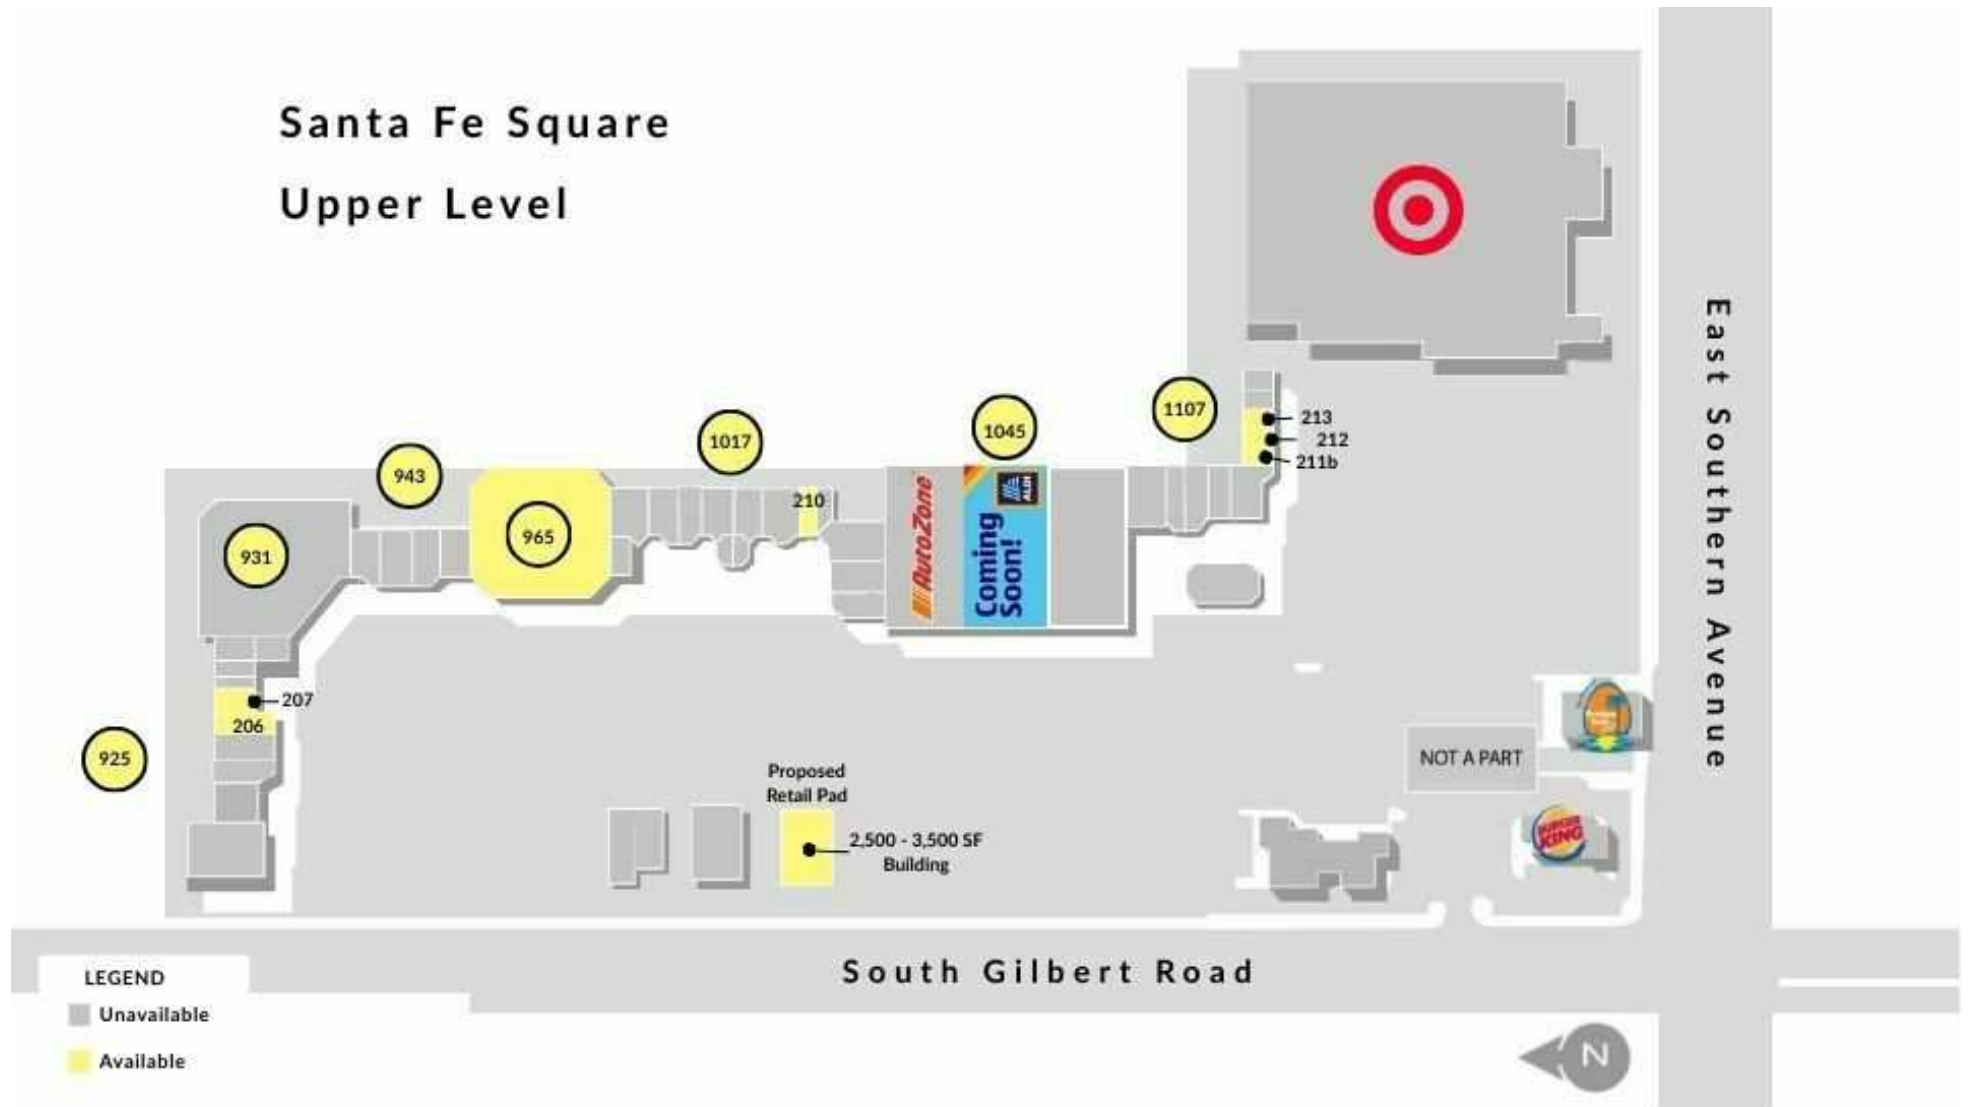 Santa Fe Square
Upper Level
East Southern Avenue
213
1107
212
1045
1017
211b
943
210
AutoZone
ALDI
Coming
Soon!
965
931
207
206
925
NOT A PART
Proposed
Retail Pad
2,500 - 3,500 SF
Building
BURGER
KING
South Gilbert Road
LEGEND
Unavailable
Available
N